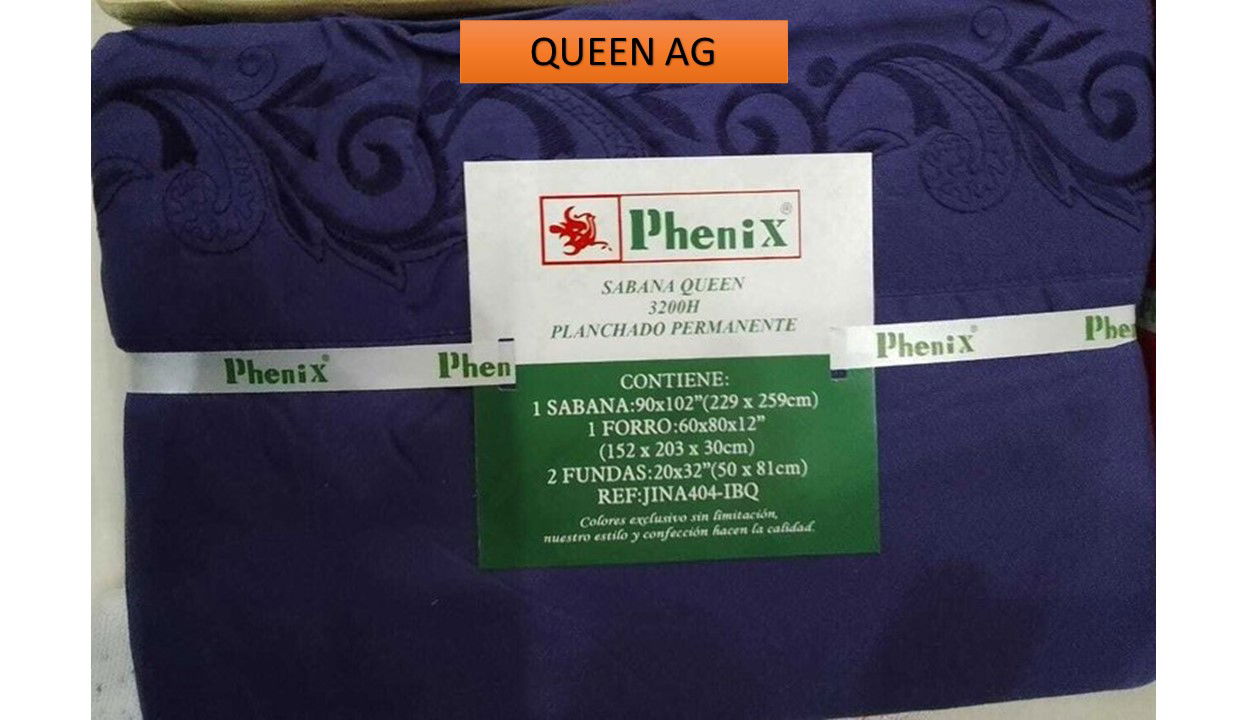 QUEEN AG
Phenix®
SABANA QUEEN
3200H
PLANCHADO PERMANENTE
Phenix®
Phen
Phenix®
Phe
CONTIENE:
1 SABANA:90x102”(229 x 259cm)
1 FORRO:60x80x12”
(152 x 203 x 30cm)
2 FUNDAS:20x32”(50 x 81cm)
REF:JINA404-IBQ
Colores exclusivo sin limitación,
nuestro estilo y confección hacen la calidad.